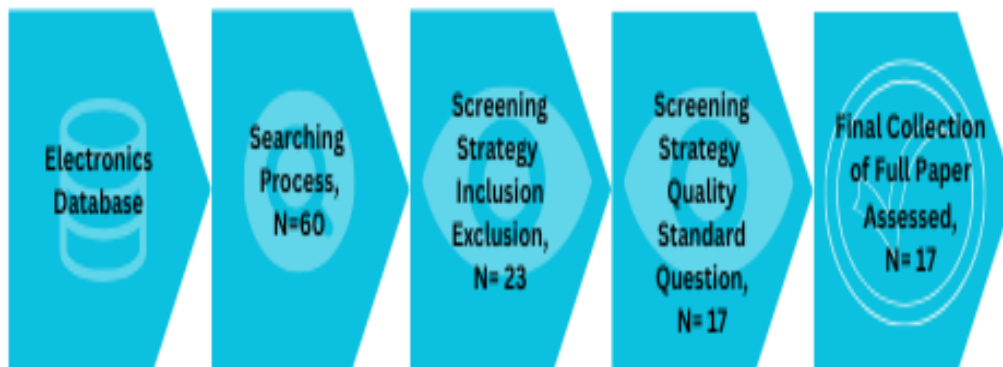 Electronics
Database
Searching
Process,
N=60
Screening
Strategy
Inclusion
Exclusion,
N= 23
Screening
Strategy
Quality
Standard
Question,
N= 17
Final Collection
of Full Paper
Assessed,
N= 17